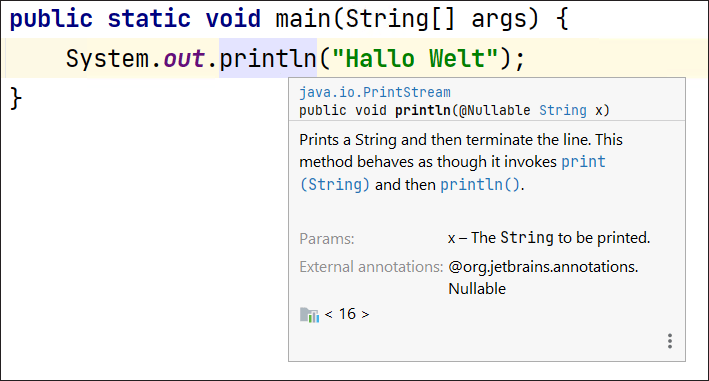 public static void main(String[] args) {
System.out.println("Hallo Welt");
}
java.io.PrintStream
public void println(@Nullable String x)
Prints a String and then terminate the line. This
method behaves as though it invokes print
(String) and then println().
Params: x – The String to be printed.
External annotations: @org.jetbrains.annotations.
Nullable
< 16 >